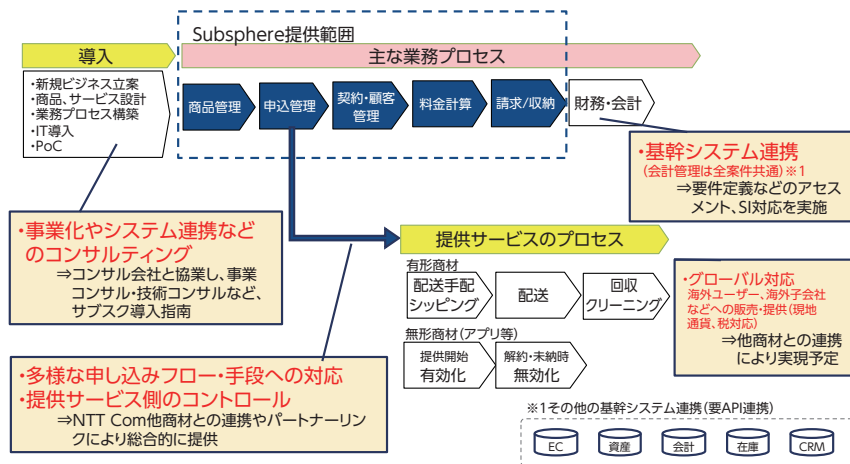 Subsphere提供範囲
導入
主な業務プロセス
・新規ビジネス立案
・商品、サービス設計
・業務プロセス構築
・IT導入
・PoC
商品管理
申込管理
契約・顧客
管理
料金計算
請求/収納
財務・会計
・基幹システム連携
(会計管理は全案件共通)※1
⇒要件定義などのアセス
メント、SI対応を実施
・事業化やシステム連携など
のコンサルティング
⇒コンサル会社と協業し、事業
コンサル・技術コンサルなど、
サブスク導入指南
提供サービスのプロセス
有形商材
配送手配
シッピング
配送
回収
クリーニング
無形商材(アプリ等)
提供開始
有効化
解約・未納時
無効化
・グローバル対応
海外ユーザー、海外子会社
などへの販売・提供(現地
通貨、税対応)
⇒他商材との連携
により実現予定
・多様な申し込みフロー・手段への対応
・提供サービス側のコントロール
⇒NTT Com他商材との連携やパートナーリン
クにより総合的に提供
※1その他の基幹システム連携(要API連携)
EC
資産
会計
在庫
CRM